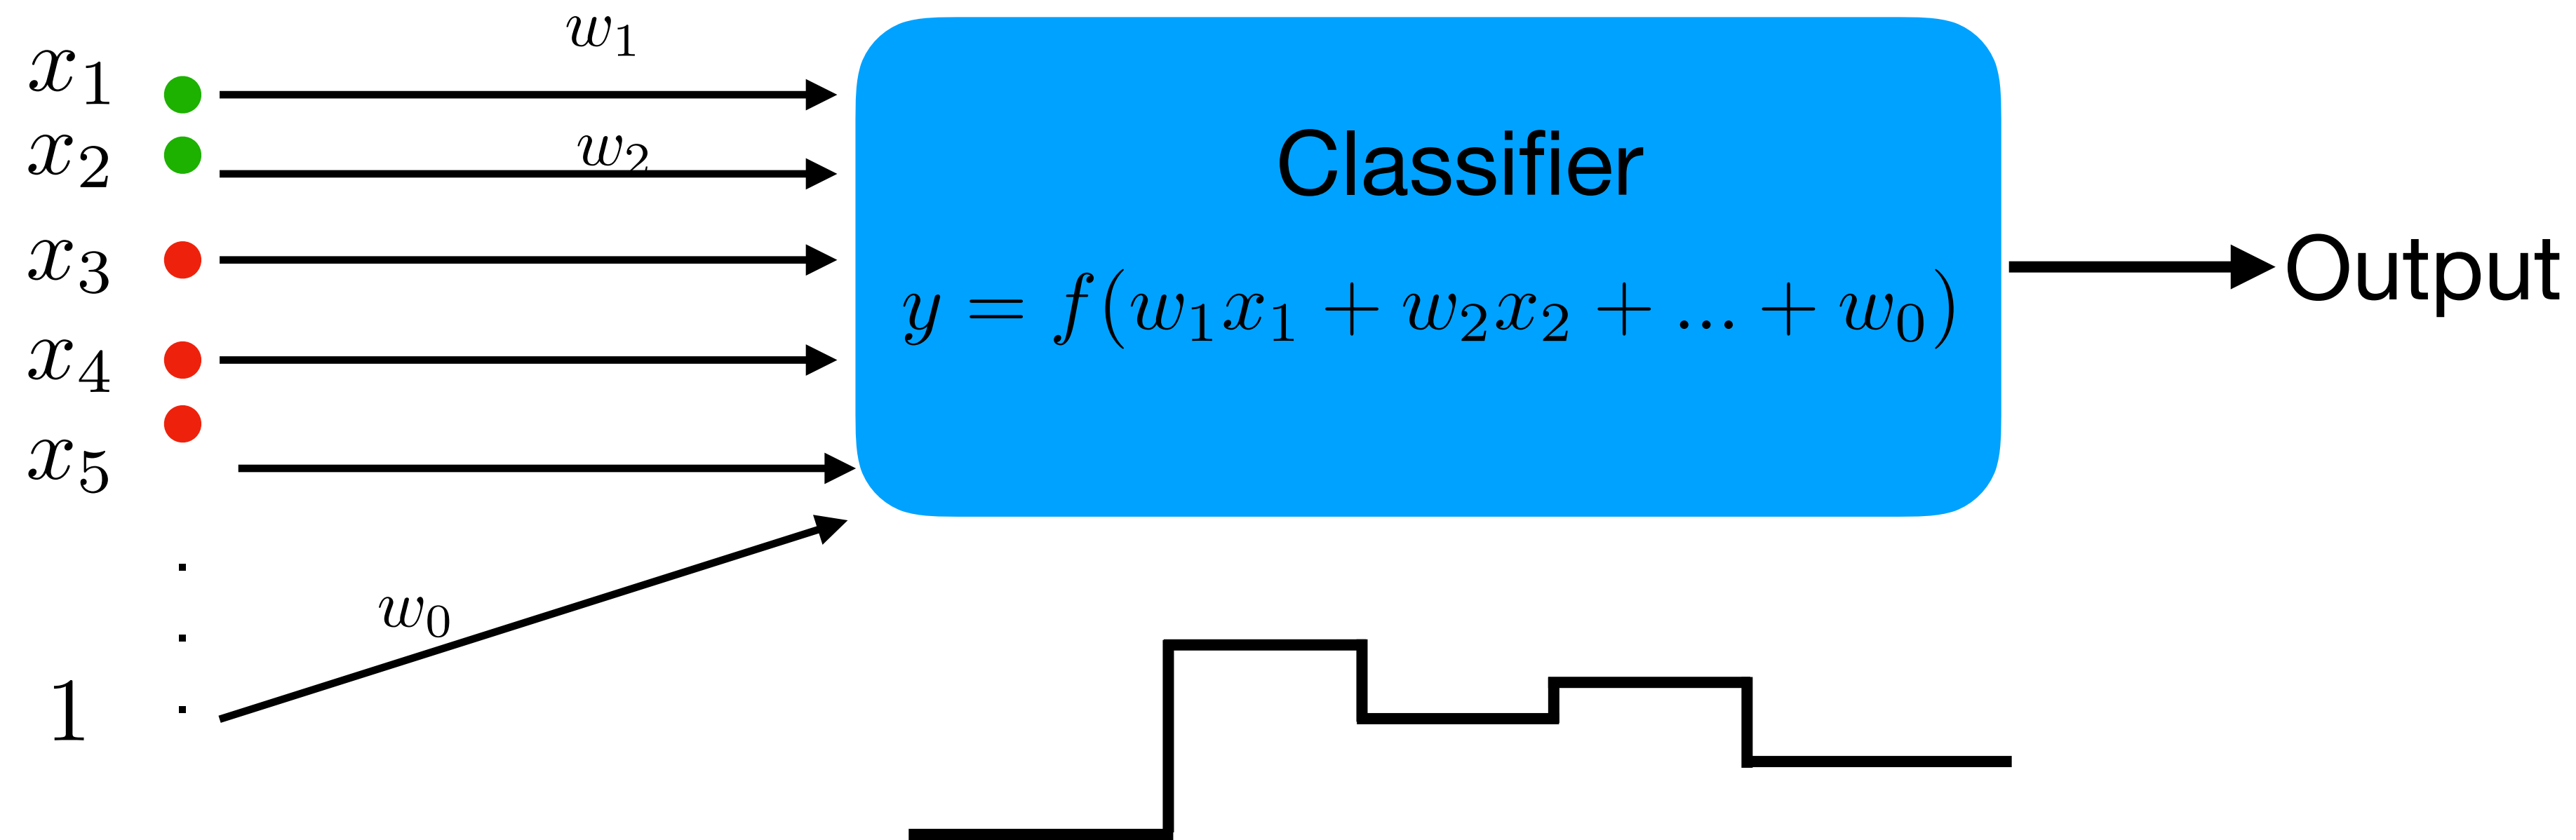 x₁
w₁
x₂
w₂
x₃
x₄
x₅
.
.
.
1
w₀
Classifier
y = f(w₁x₁ + w₂x₂ + ... + w₀)
Output